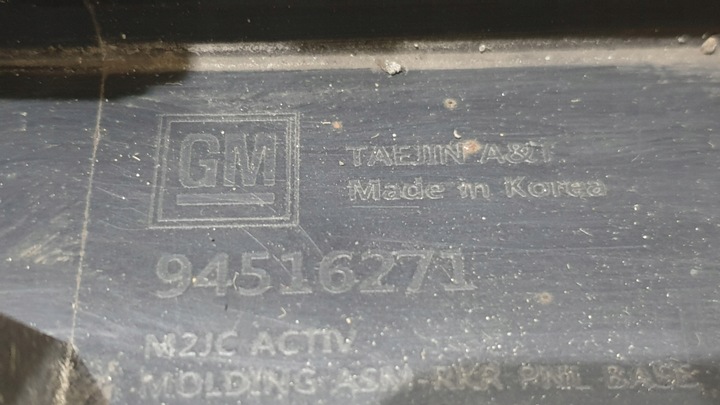 GM
TAEJIN A&T
Made in Korea
94516271
M2JC ACTIV
MOLDING ASM-RKR PNL BASE